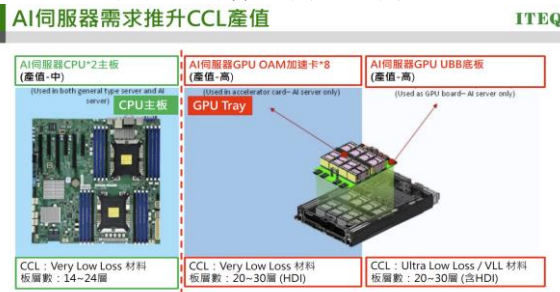 AI伺服器需求推升CCL產值
ITEQ
AI伺服器CPU*2主板
(產值-中)
(Used in both general type server and AI
server)
CPU主板
AI伺服器GPU OAM加速卡*8
(產值-高)
(Used in accelerator card– AI server only)
GPU Tray
AI伺服器GPU UBB底板
(產值-高)
(Used as GPU board– AI server only)
CCL：Very Low Loss 材料
板層數：14~24層
CCL：Very Low Loss 材料
板層數：20~30層 (HDI)
CCL：Ultra Low Loss / VLL 材料
板層數：20~30層 (含HDI)